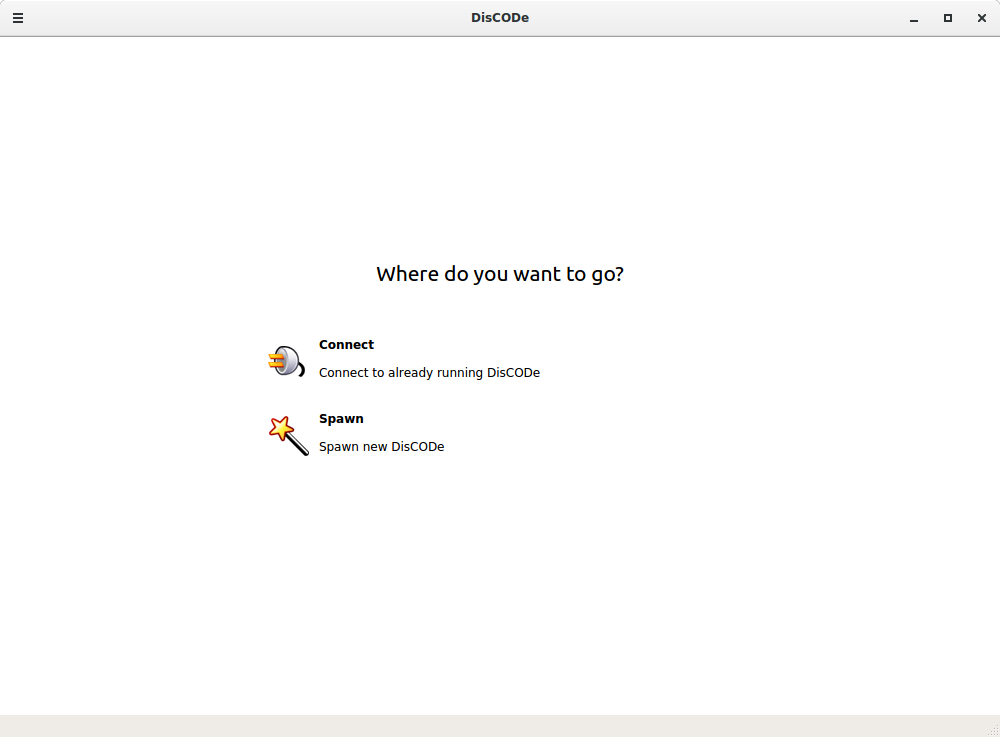 DisCODe
Where do you want to go?
Connect
Connect to already running DisCODe
Spawn
Spawn new DisCODe